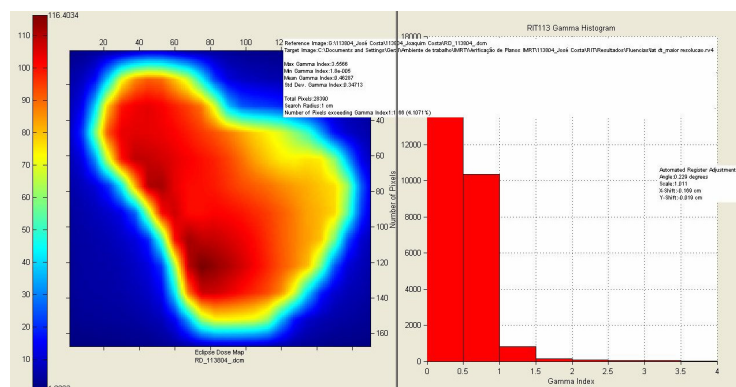 116.4034
110
100
90
80
70
60
50
40
30
20
10
20 40 60 80 100 12
40
60
80
100
120
140
160
Eclipse Dose Map
RD_113804_.dcm
Reference Image:G:\113804_José Costa\113804_Joaquim Costa\RD_113804_.dcm
Target Image:C:\Documents and Settings\Geral\Ambiente de trabalho\IMRT\Verificação de Planos IMRT\113804_José Costa\RIT\Resultados\Fluencias\lat dt_maior resolucao.rv4
Max Gamma Index:3.5566
Min Gamma Index:1.8e-005
Mean Gamma Index:0.46287
Std Dev. Gamma Index:0.34713
Total Pixels:28390
Search Radius:1 cm
Number of Pixels exceeding Gamma Index1:1166 (4.1071%)
RIT113 Gamma Histogram
18000
12000
10000
8000
6000
4000
2000
0
Number of Pixels
0 0.5 1 1.5 2 2.5 3 3.5 4
Gamma Index
Automated Register Adjustment
Angle:0.229 degrees
Scale:1.011
X-Shift:-0.169 cm
Y-Shift:-0.019 cm